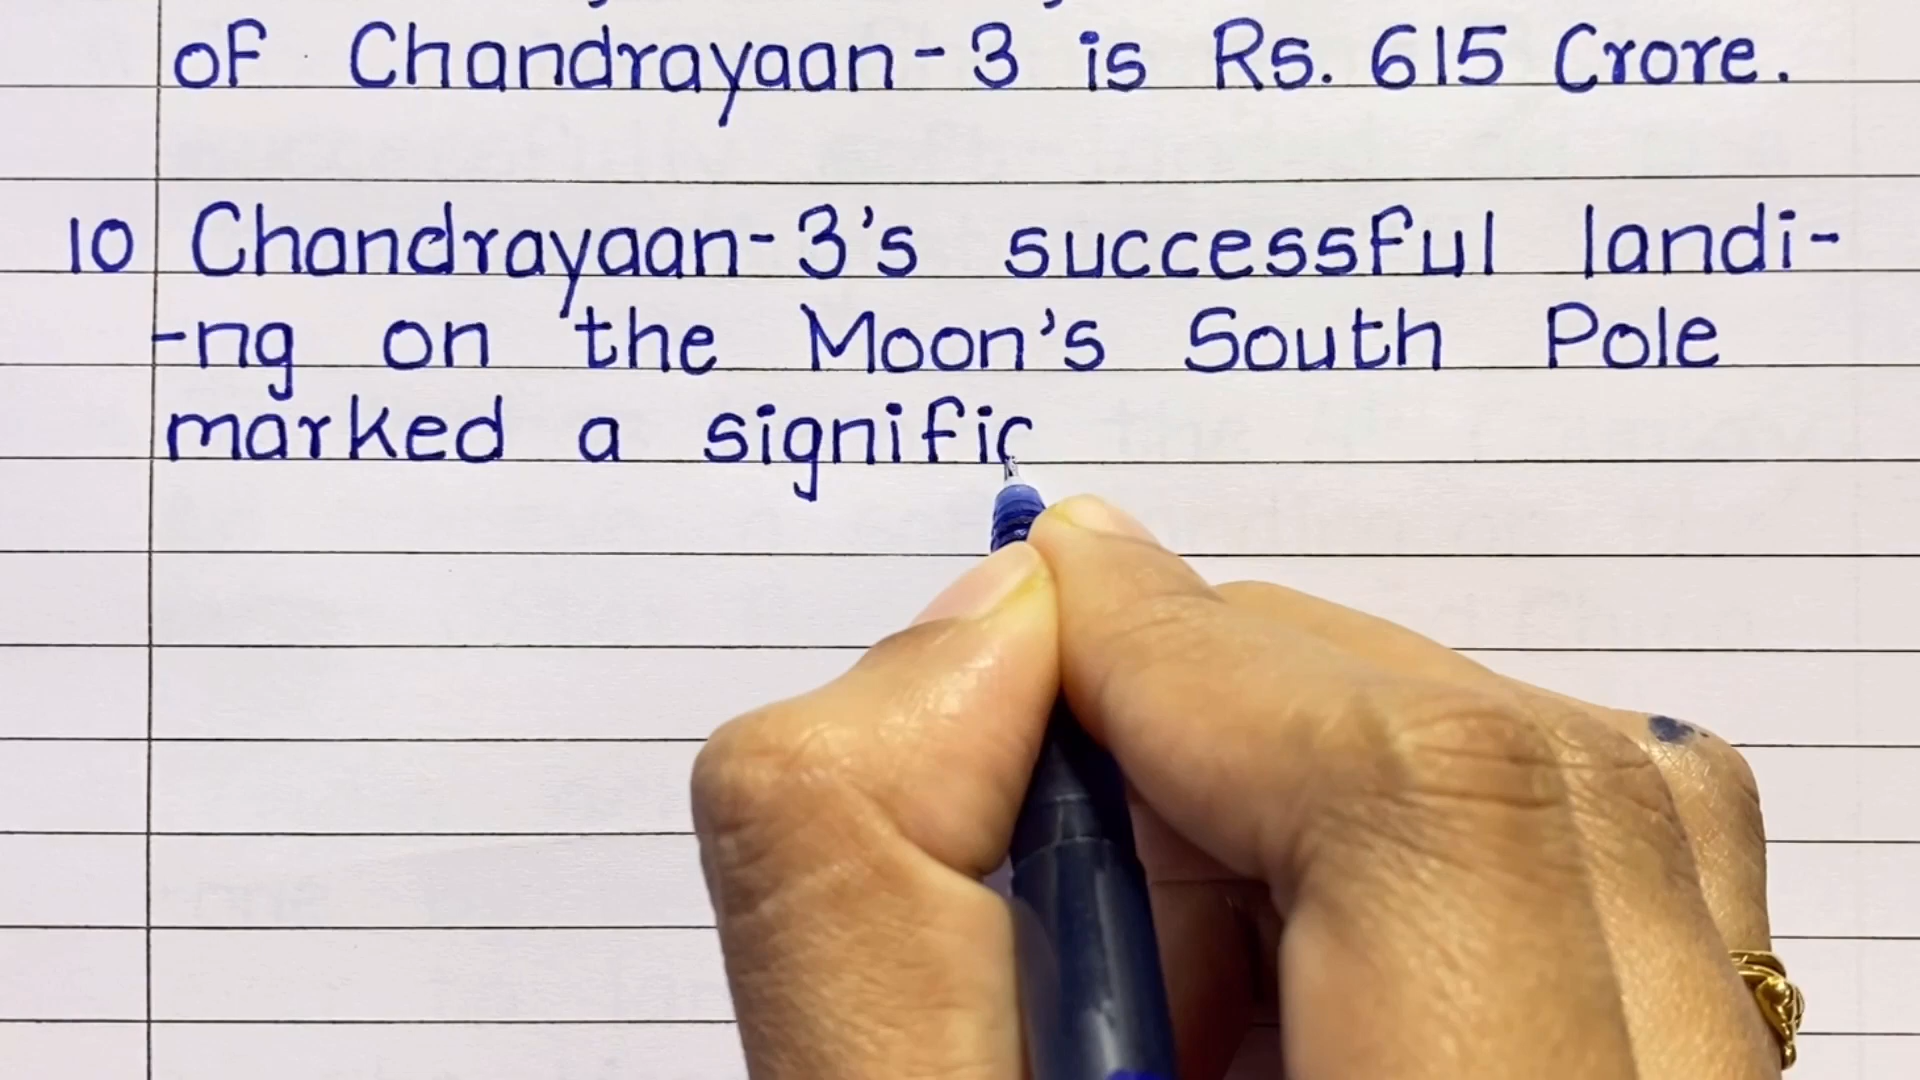 of Chandrayaan-3 is Rs. 615 Crore.
10 Chandrayaan-3's successful landi-
-ng on the Moon's South Pole
marked a signific